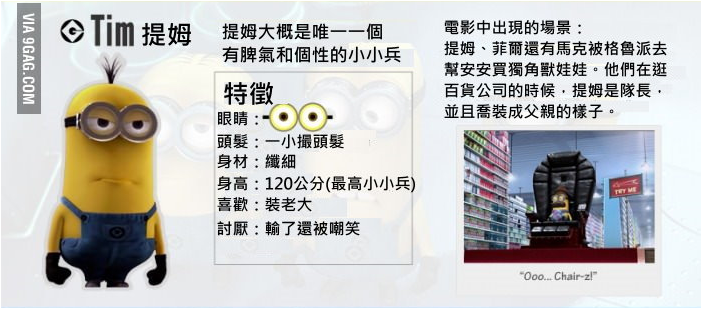 VIA 9GAG.COM
Tim 提姆
提姆大概是唯一一個
有脾氣和個性的小小兵
特徵
眼睛：
頭髮：一小撮頭髮
身材：纖細
身高：120公分(最高小小兵)
喜歡：裝老大
討厭：輸了還被嘲笑
電影中出現的場景：
提姆、菲爾還有馬克被格魯派去
幫安安買獨角獸娃娃。他們在逛
百貨公司的時候，提姆是隊長，
並且喬裝成父親的樣子。
TRY ME
"Ooo... Chair-z!"